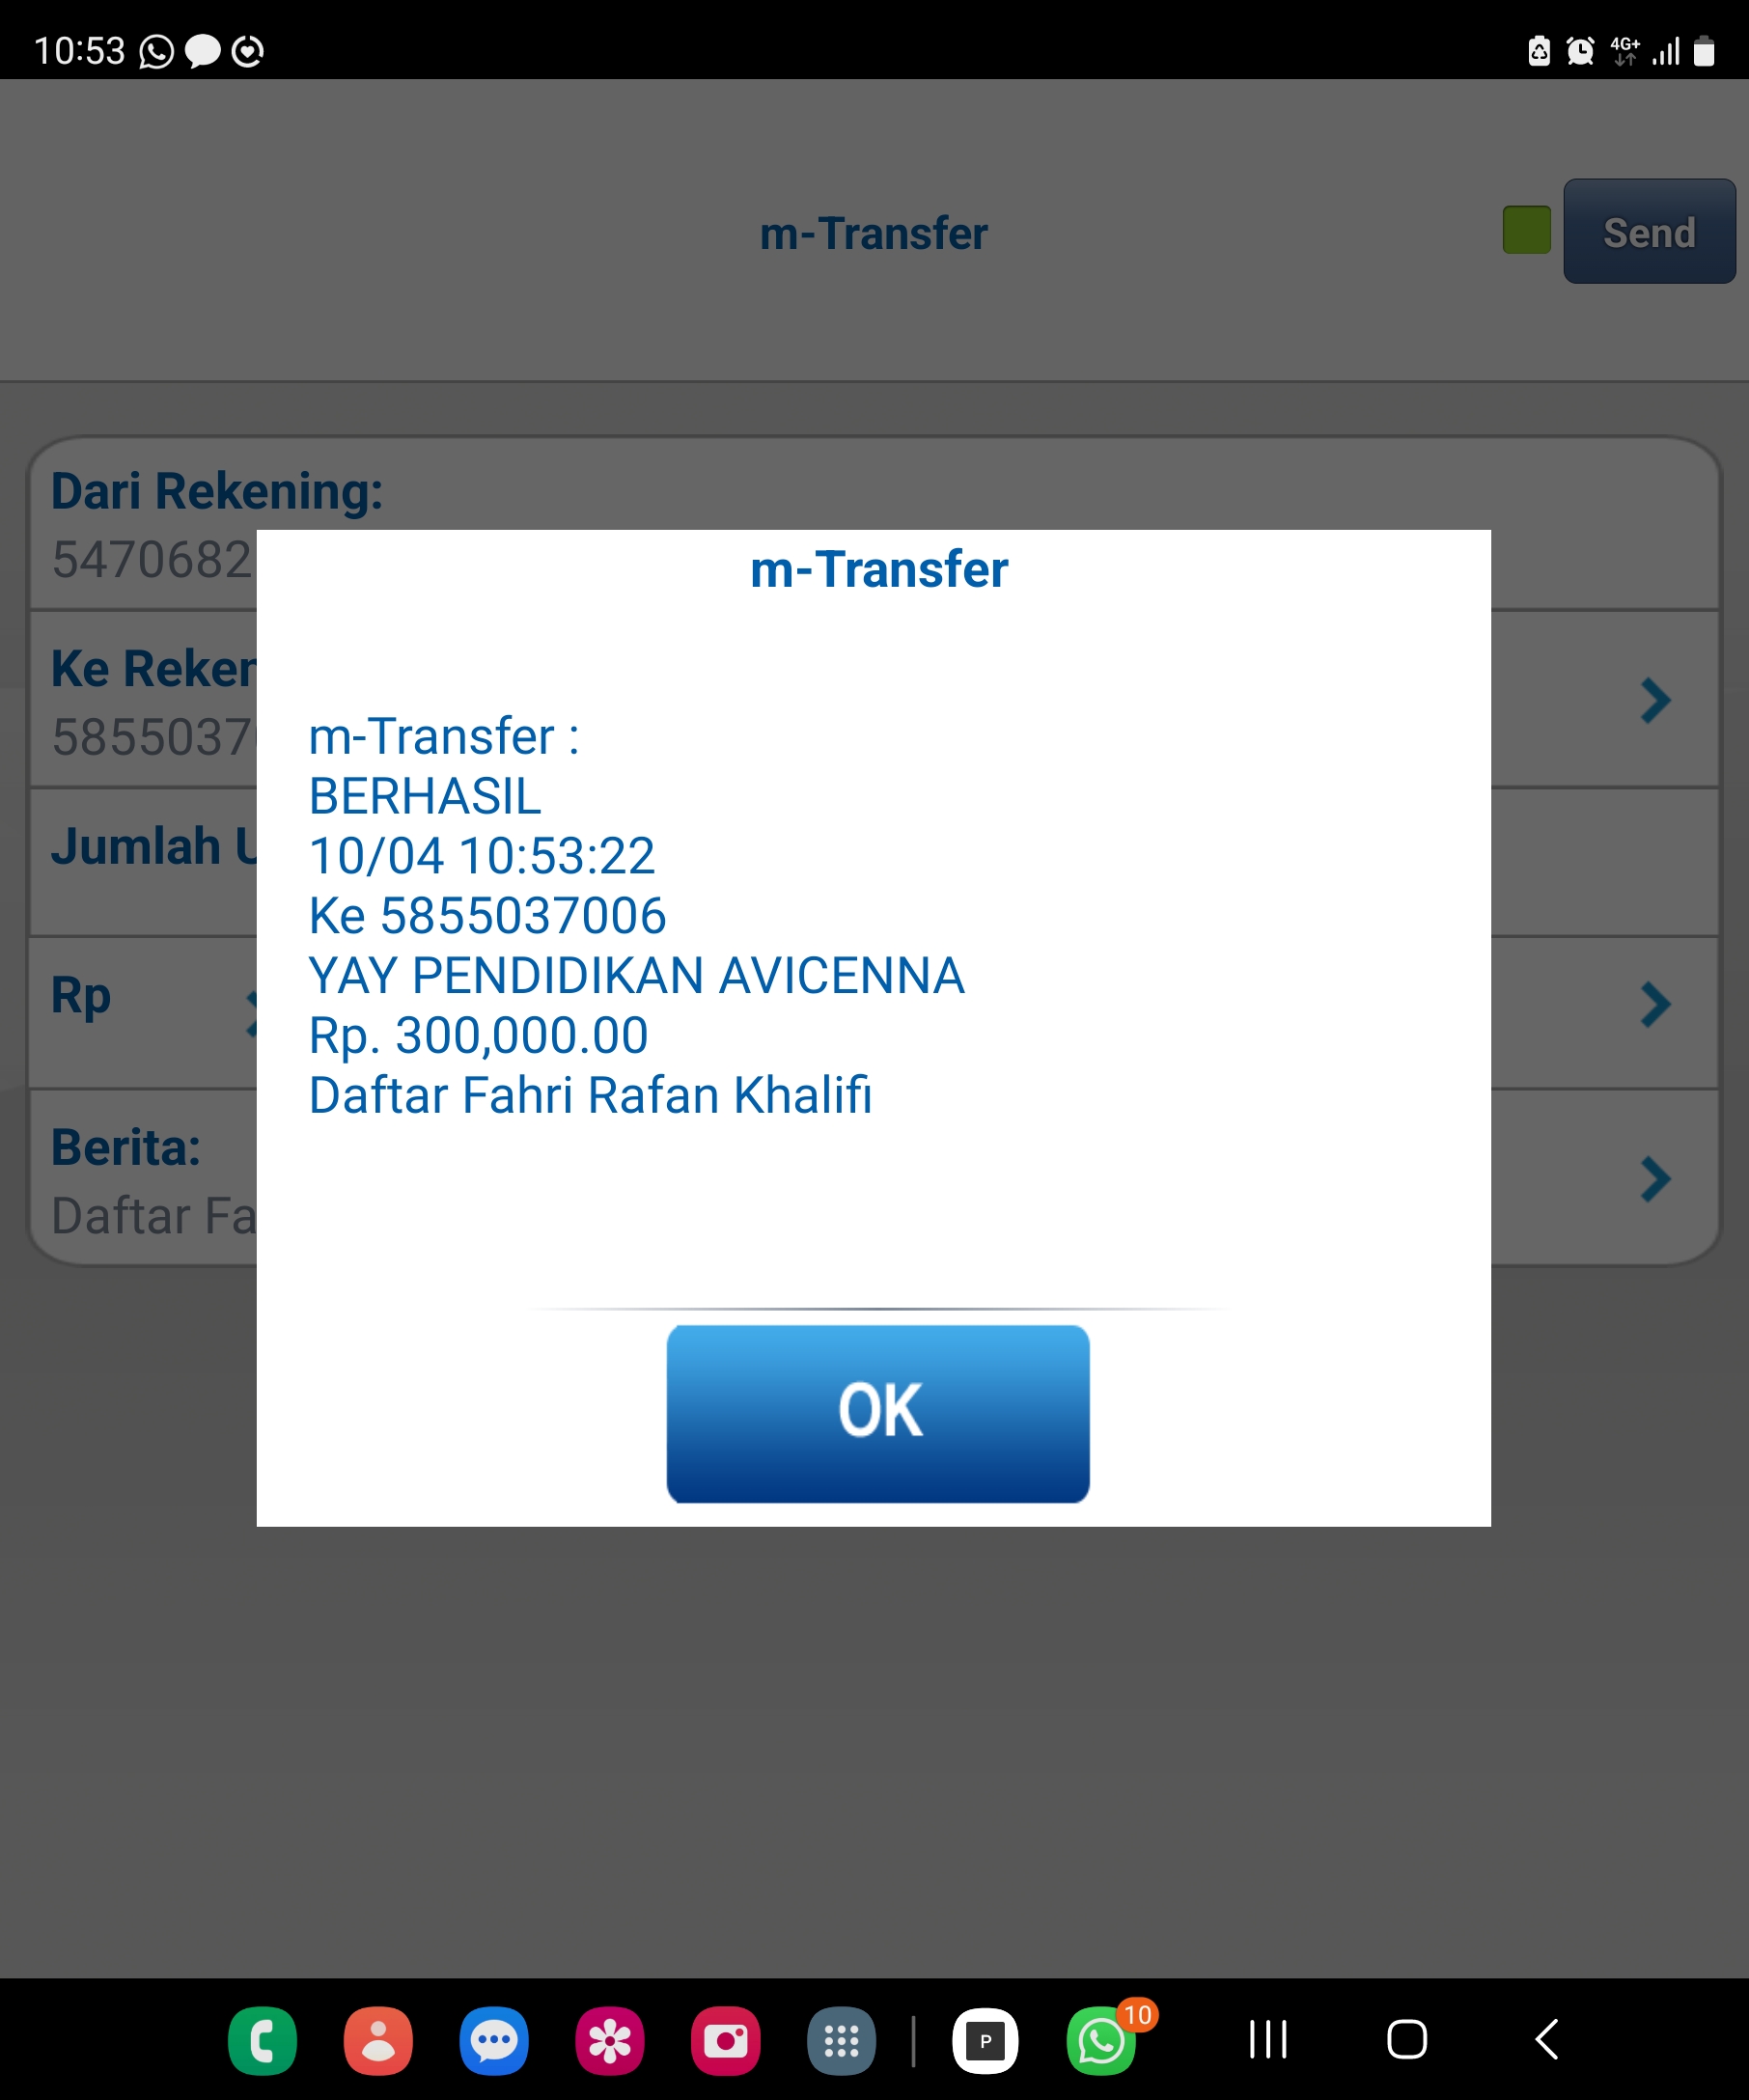 10:53
4G+
m-Transfer
Send
Dari Rekening:
5470682
m-Transfer
Ke Reken
5855037
m-Transfer :
BERHASIL
10/04 10:53:22
Ke 5855037006
YAY PENDIDIKAN AVICENNA
Rp. 300,000.00
Daftar Fahri Rafan Khalifi
Jumlah U
Rp
Berita:
Daftar Fa
OK
P
10